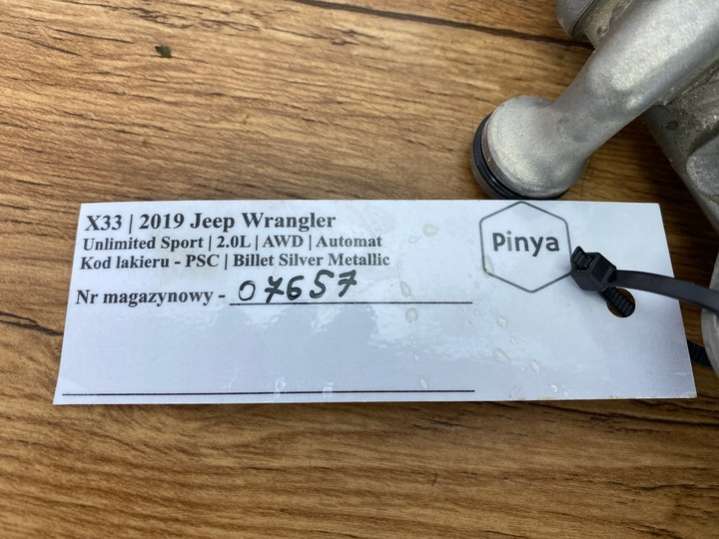 X33 | 2019 Jeep Wrangler
Unlimited Sport | 2.0L | AWD | Automat
Kod lakieru - PSC | Billet Silver Metallic
Nr magazynowy - 07657
Pinya